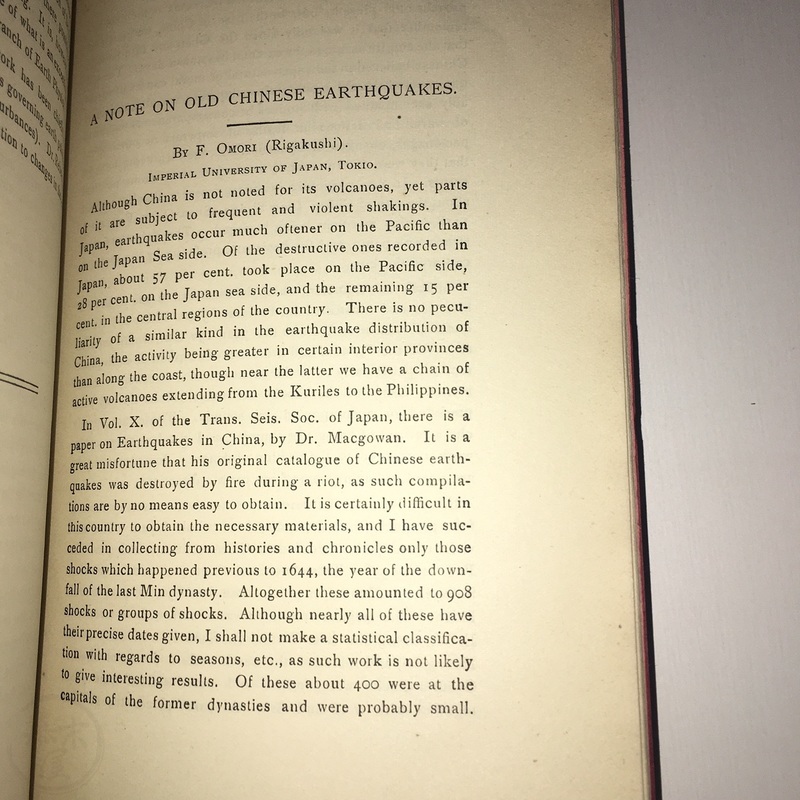 A NOTE ON OLD CHINESE EARTHQUAKES.
By F. Omori (Rigakushi).
Imperial University of Japan, Tokio.
Although China is not noted for its volcanoes, yet parts
of it are subject to frequent and violent shakings. In
Japan, earthquakes occur much oftener on the Pacific than
on the Japan Sea side. Of the destructive ones recorded in
Japan, about 57 per cent. took place on the Pacific side,
28 per cent. on the Japan sea side, and the remaining 15 per
cent. in the central regions of the country. There is no pecu-
liarity of a similar kind in the earthquake distribution of
China, the activity being greater in certain interior provinces
than along the coast, though near the latter we have a chain of
active volcanoes extending from the Kuriles to the Philippines.
In Vol. X. of the Trans. Seis. Soc. of Japan, there is a
paper on Earthquakes in China, by Dr. Macgowan. It is a
great misfortune that his original catalogue of Chinese earth-
quakes was destroyed by fire during a riot, as such compila-
tions are by no means easy to obtain. It is certainly difficult in
this country to obtain the necessary materials, and I have suc-
ceded in collecting from histories and chronicles only those
shocks which happened previous to 1644, the year of the down-
fall of the last Min dynasty. Altogether these amounted to 908
shocks or groups of shocks. Although nearly all of these have
their precise dates given, I shall not make a statistical classifica-
tion with regards to seasons, etc., as such work is not likely
to give interesting results. Of these about 400 were at the
capitals of the former dynasties and were probably small.